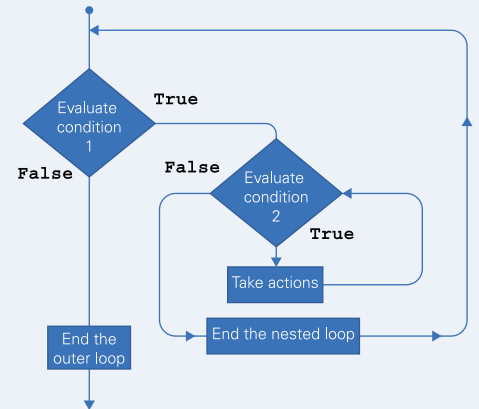 Evaluate
condition
1
True
False
Evaluate
condition
2
False
True
Take actions
End the nested loop
End the
outer loop